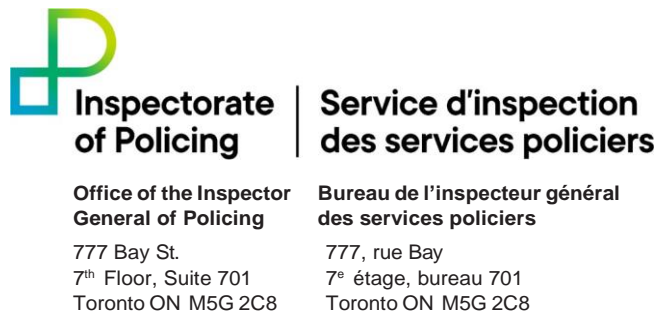 Inspectorate
of Policing
Service d'inspection
des services policiers
Office of the Inspector
General of Policing
777 Bay St.
7th Floor, Suite 701
Toronto ON M5G 2C8
Bureau de l’inspecteur général
des services policiers
777, rue Bay
7e étage, bureau 701
Toronto ON M5G 2C8